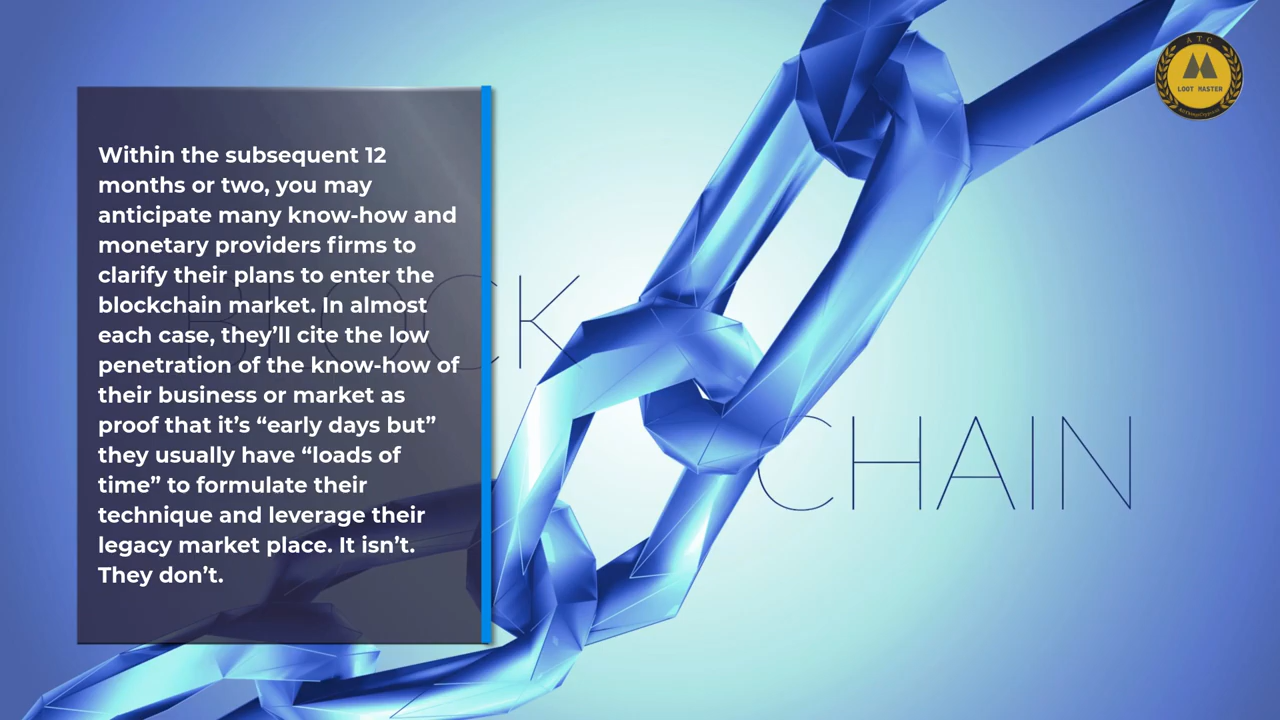 Within the subsequent 12
months or two, you may
anticipate many know-how and
monetary providers firms to
clarify their plans to enter the
blockchain market. In almost
each case, they’ll cite the low
penetration of the know-how of
their business or market as
proof that it’s “early days but”
they usually have “loads of
time” to formulate their
technique and leverage their
legacy market place. It isn’t.
They don’t.
BLOCK
CHAIN
ATC
LOOT MASTER